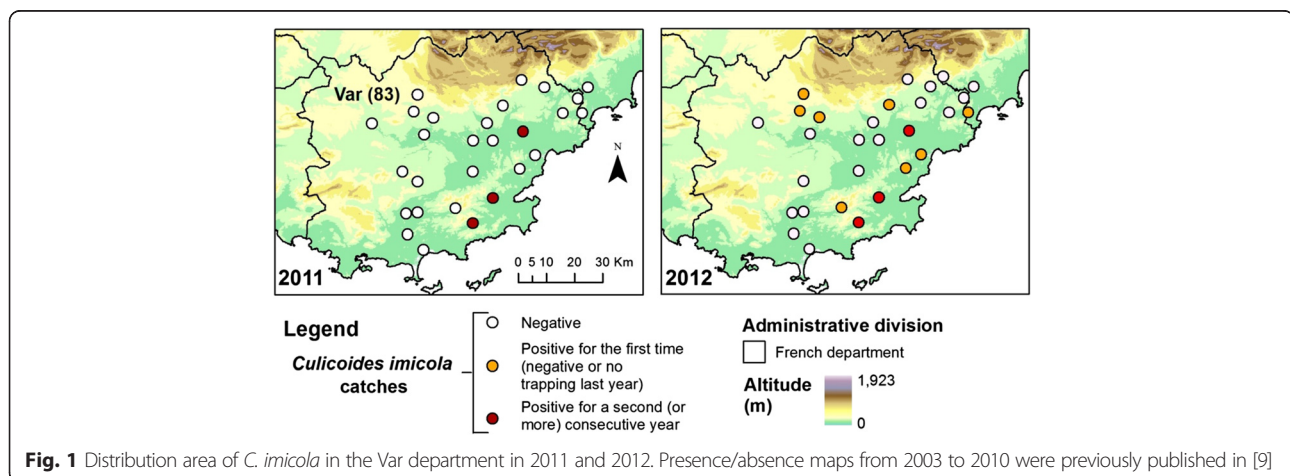 Var (83)
N
2011
0 5 10 20 30 Km
2012
Legend
Culicoides imicola
catches
Negative
Positive for the first time
(negative or no
trapping last year)
Positive for a second (or
more) consecutive year
Administrative division
French department
Altitude
(m)
1,923
0
Fig. 1 Distribution area of C. imicola in the Var department in 2011 and 2012. Presence/absence maps from 2003 to 2010 were previously published in [9]